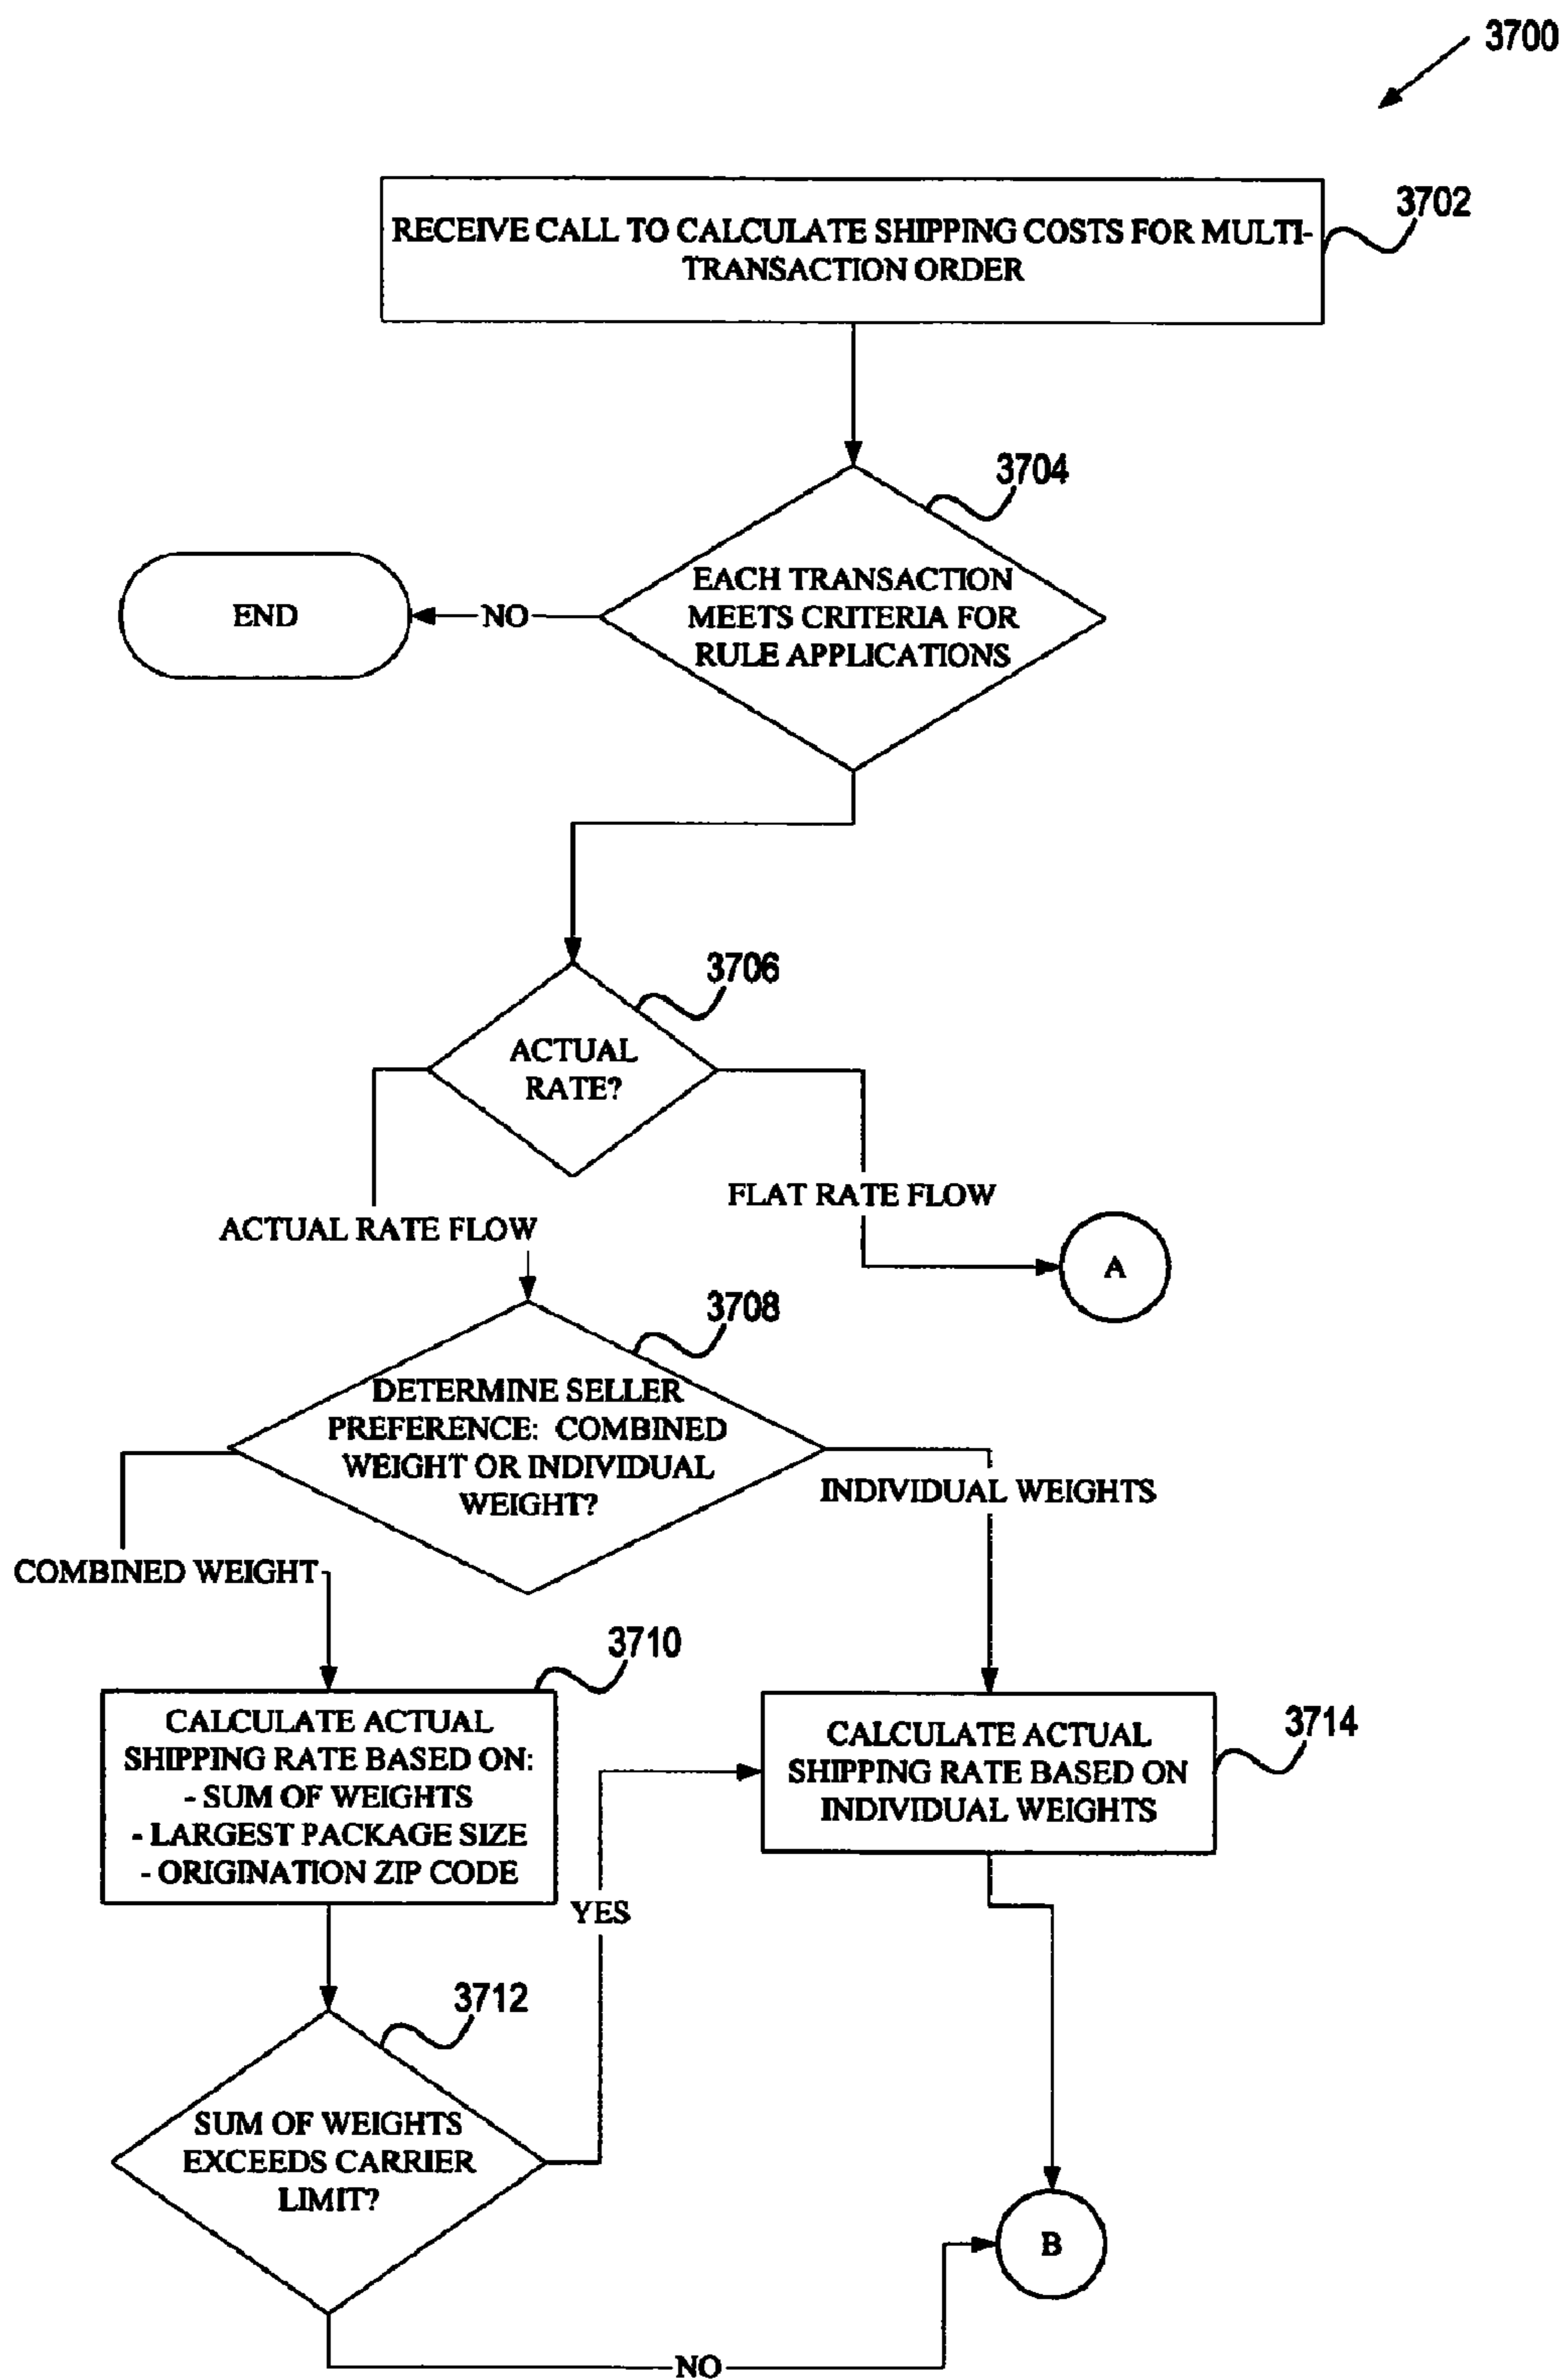 3700
3702
RECEIVE CALL TO CALCULATE SHIPPING COSTS FOR MULTI-
TRANSACTION ORDER
3704
EACH TRANSACTION
MEETS CRITERIA FOR
RULE APPLICATIONS
NO
END
3706
ACTUAL
RATE?
FLAT RATE FLOW
ACTUAL RATE FLOW
A
3708
DETERMINE SELLER
PREFERENCE: COMBINED
WEIGHT OR INDIVIDUAL
WEIGHT?
INDIVIDUAL WEIGHTS
COMBINED WEIGHT
3710
CALCULATE ACTUAL
SHIPPING RATE BASED ON:
- SUM OF WEIGHTS
- LARGEST PACKAGE SIZE
- ORIGINATION ZIP CODE
3714
CALCULATE ACTUAL
SHIPPING RATE BASED ON
INDIVIDUAL WEIGHTS
YES
3712
SUM OF WEIGHTS
EXCEEDS CARRIER
LIMIT?
B
NO